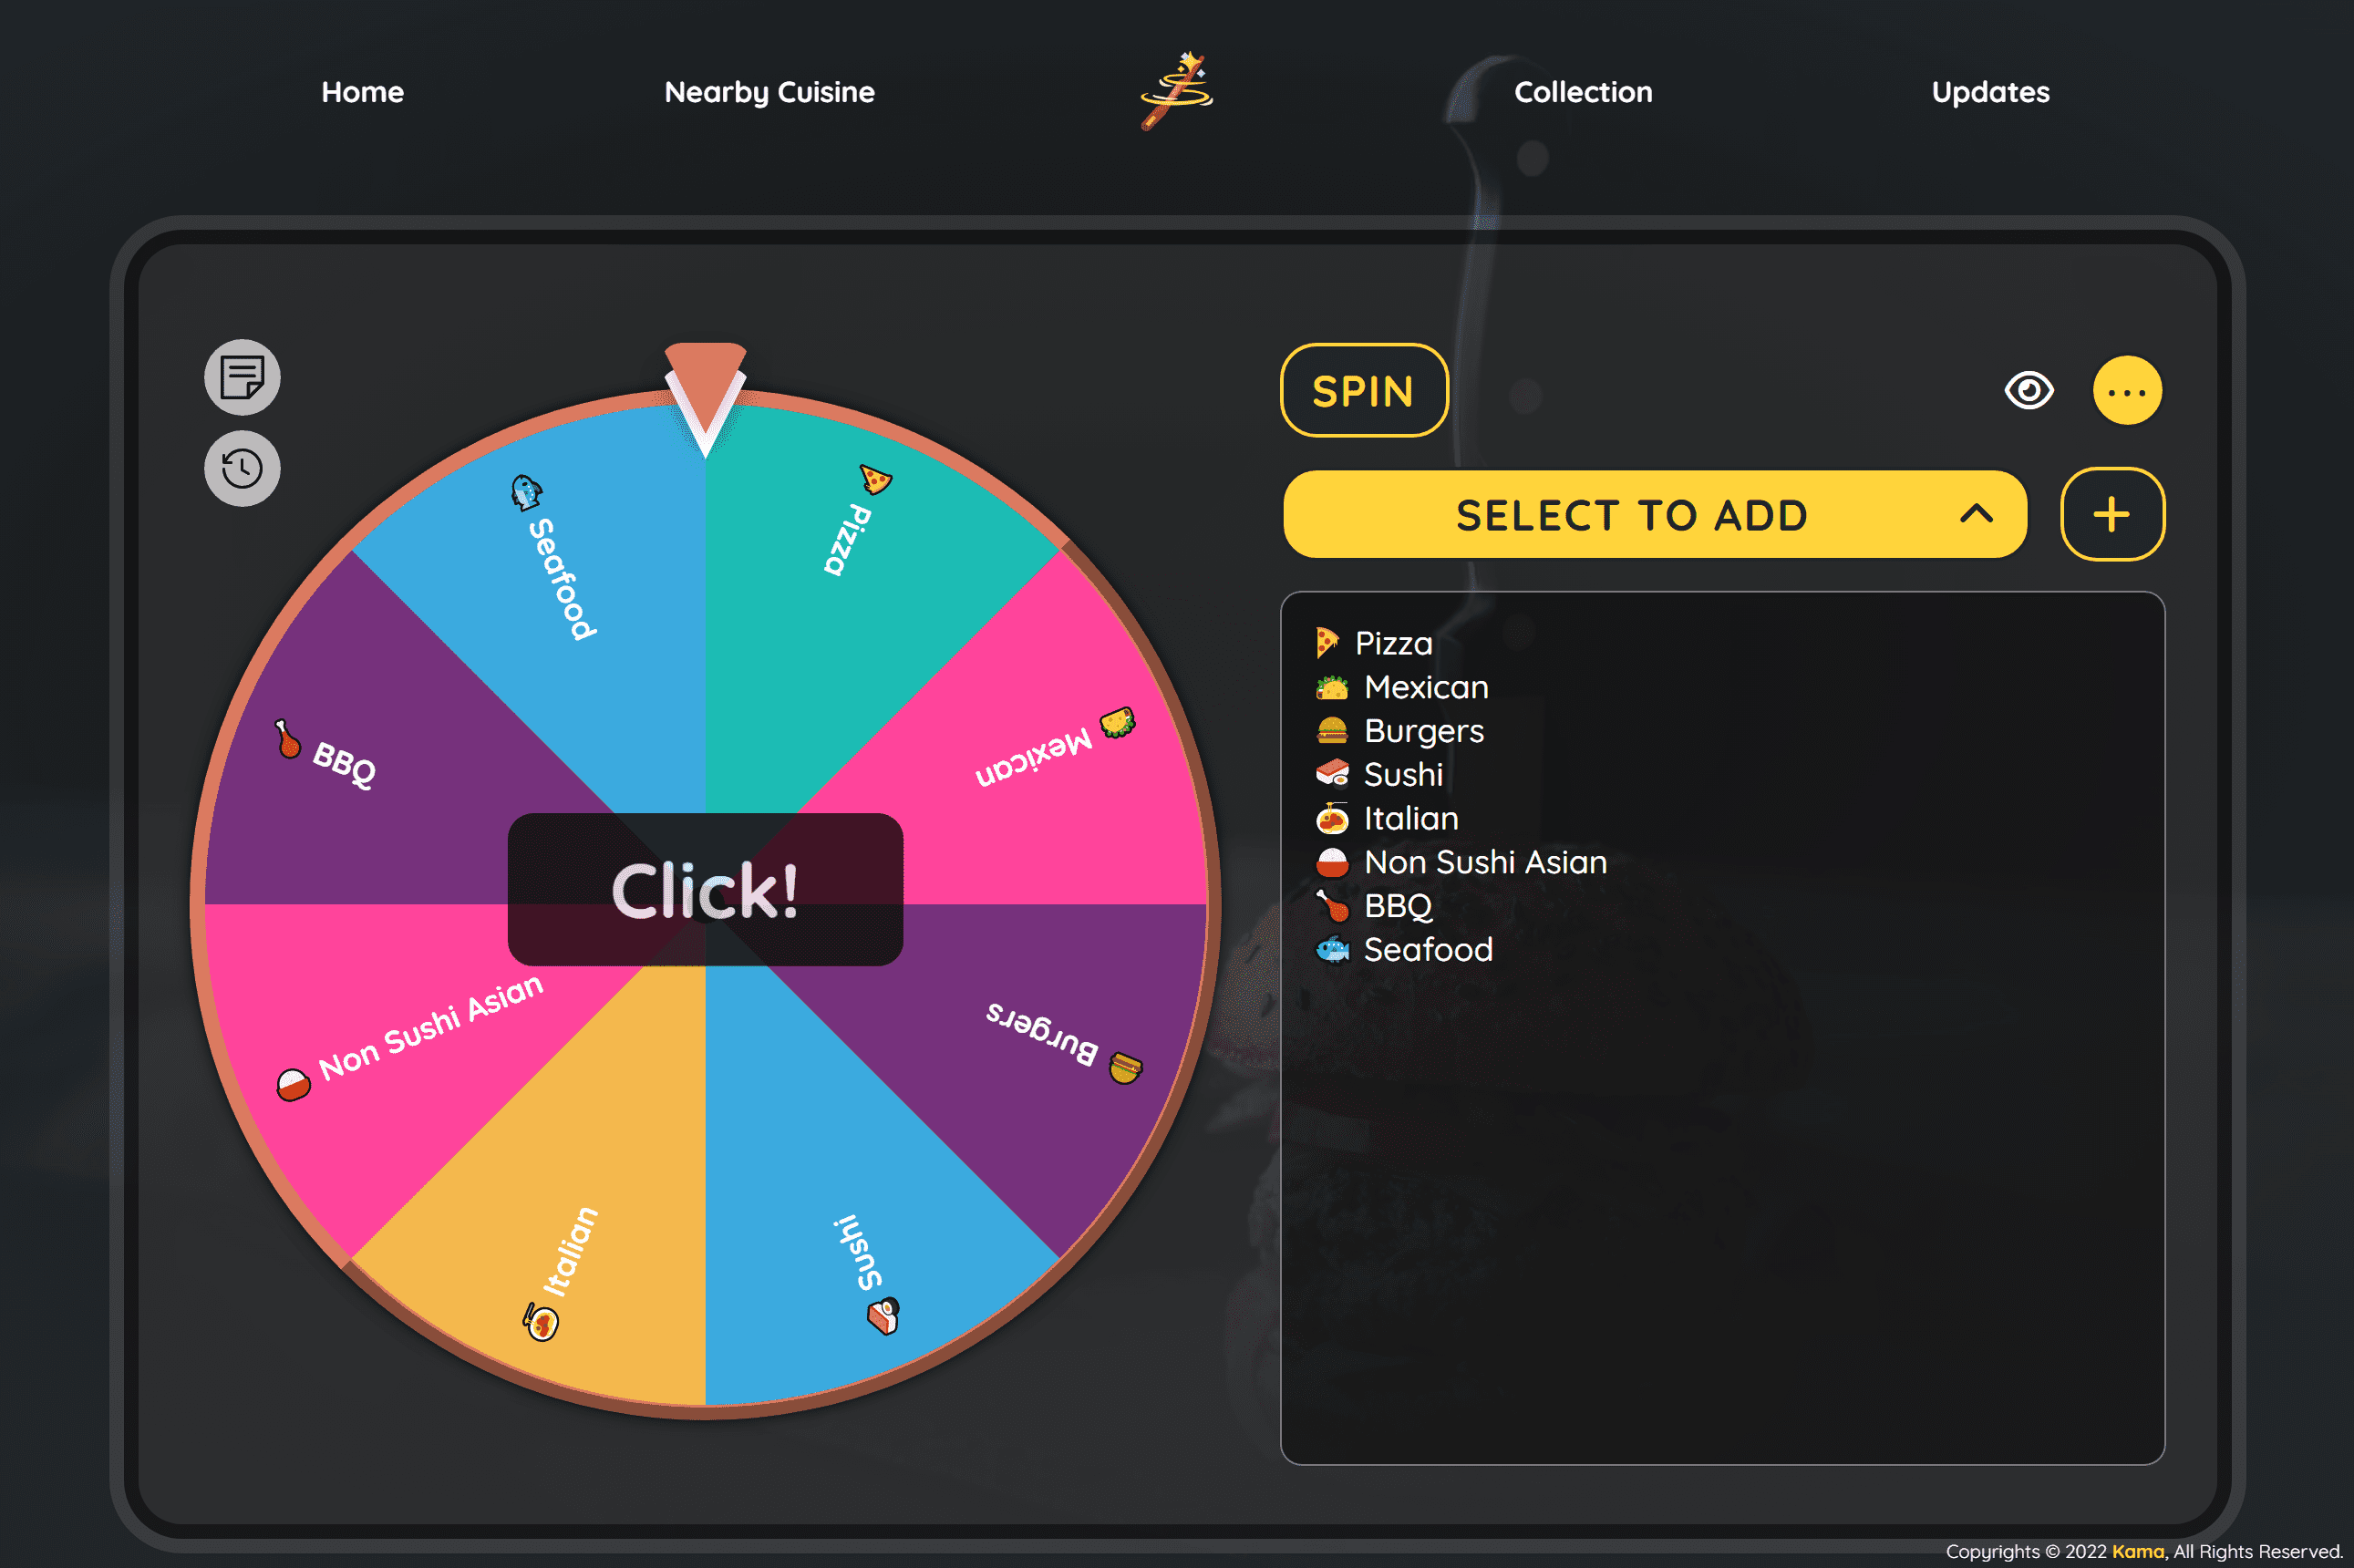 Home
Nearby Cuisine
Collection
Updates
SPIN
SELECT TO ADD
Pizza
Mexican
Burgers
Sushi
Italian
Non Sushi Asian
BBQ
Seafood
Click!
Pizza
Mexican
Burgers
Sushi
Italian
Non Sushi Asian
BBQ
Seafood
Copyrights © 2022 Kama, All Rights Reserved.